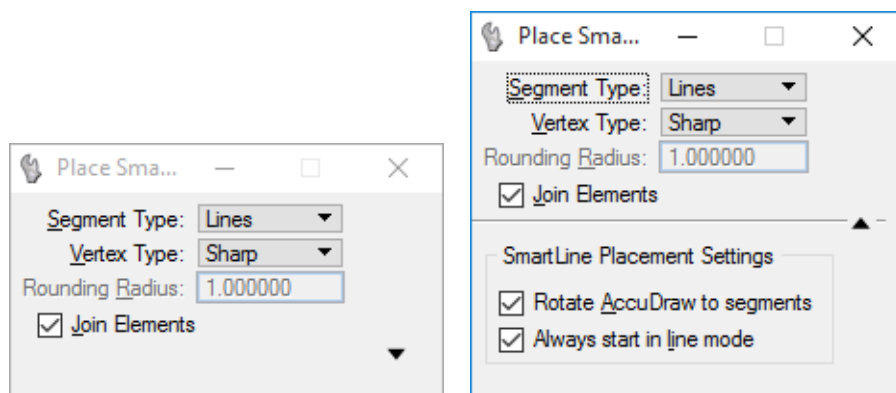 Place Sma...
Segment Type: Lines
Vertex Type: Sharp
Rounding Radius: 1.000000
Join Elements
Place Sma...
Segment Type: Lines
Vertex Type: Sharp
Rounding Radius: 1.000000
Join Elements
SmartLine Placement Settings
Rotate AccuDraw to segments
Always start in line mode